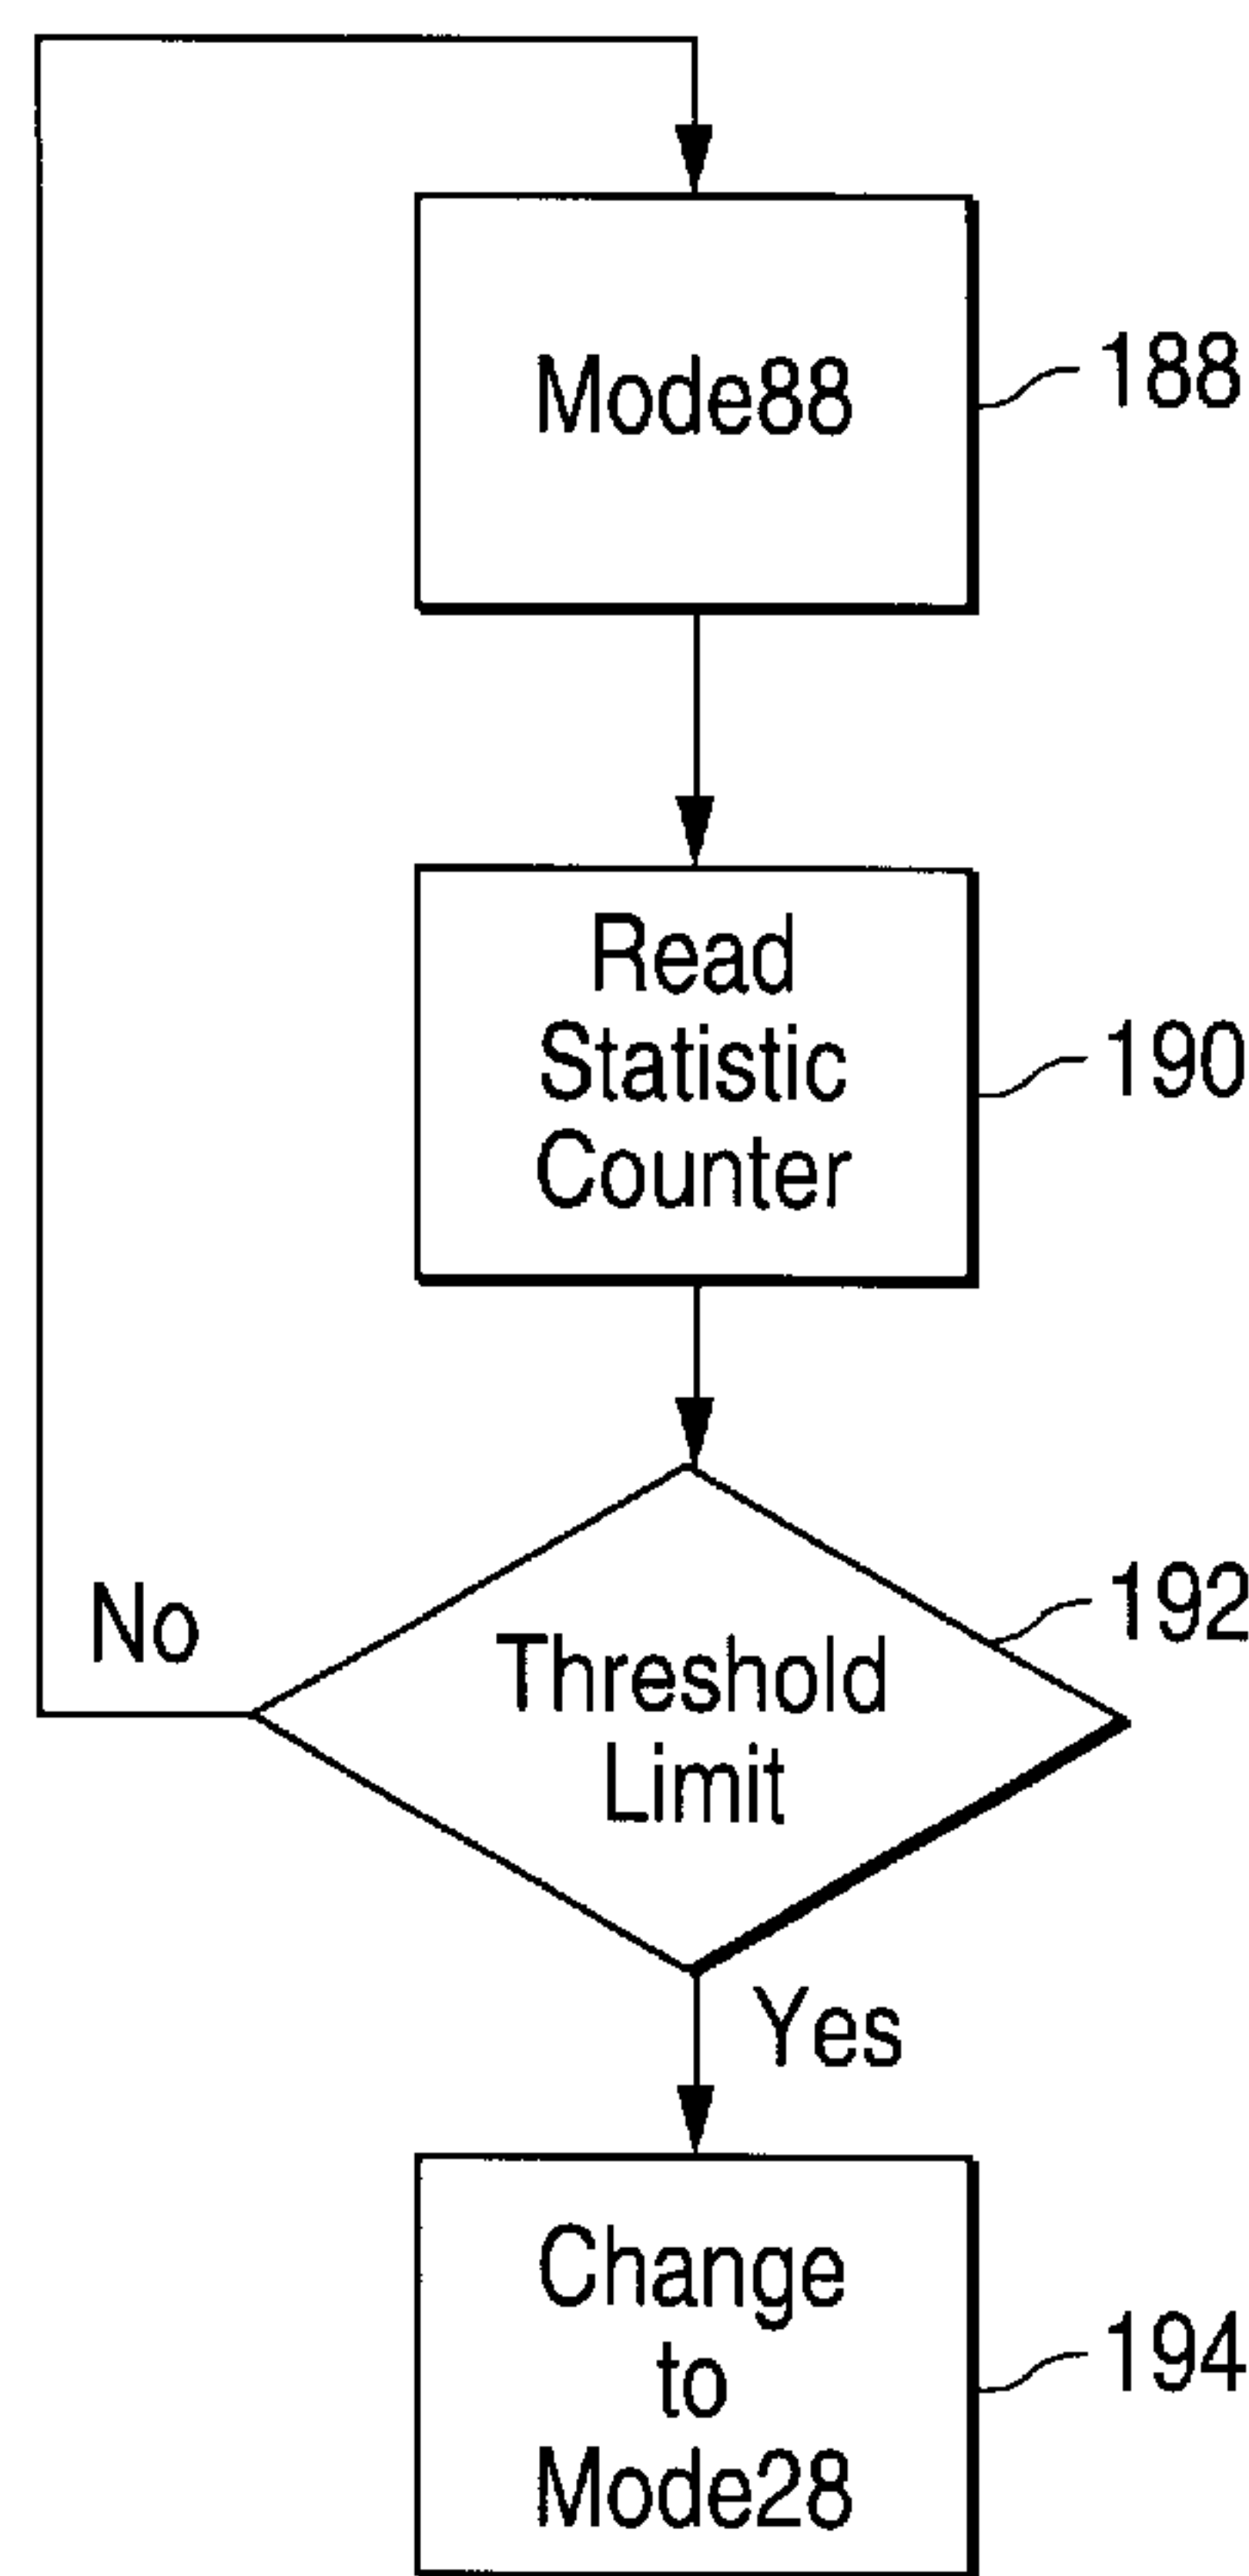 Mode88
188
Read
Statistic
Counter
190
192
No
Threshold
Limit
Yes
Change
to
Mode28
194